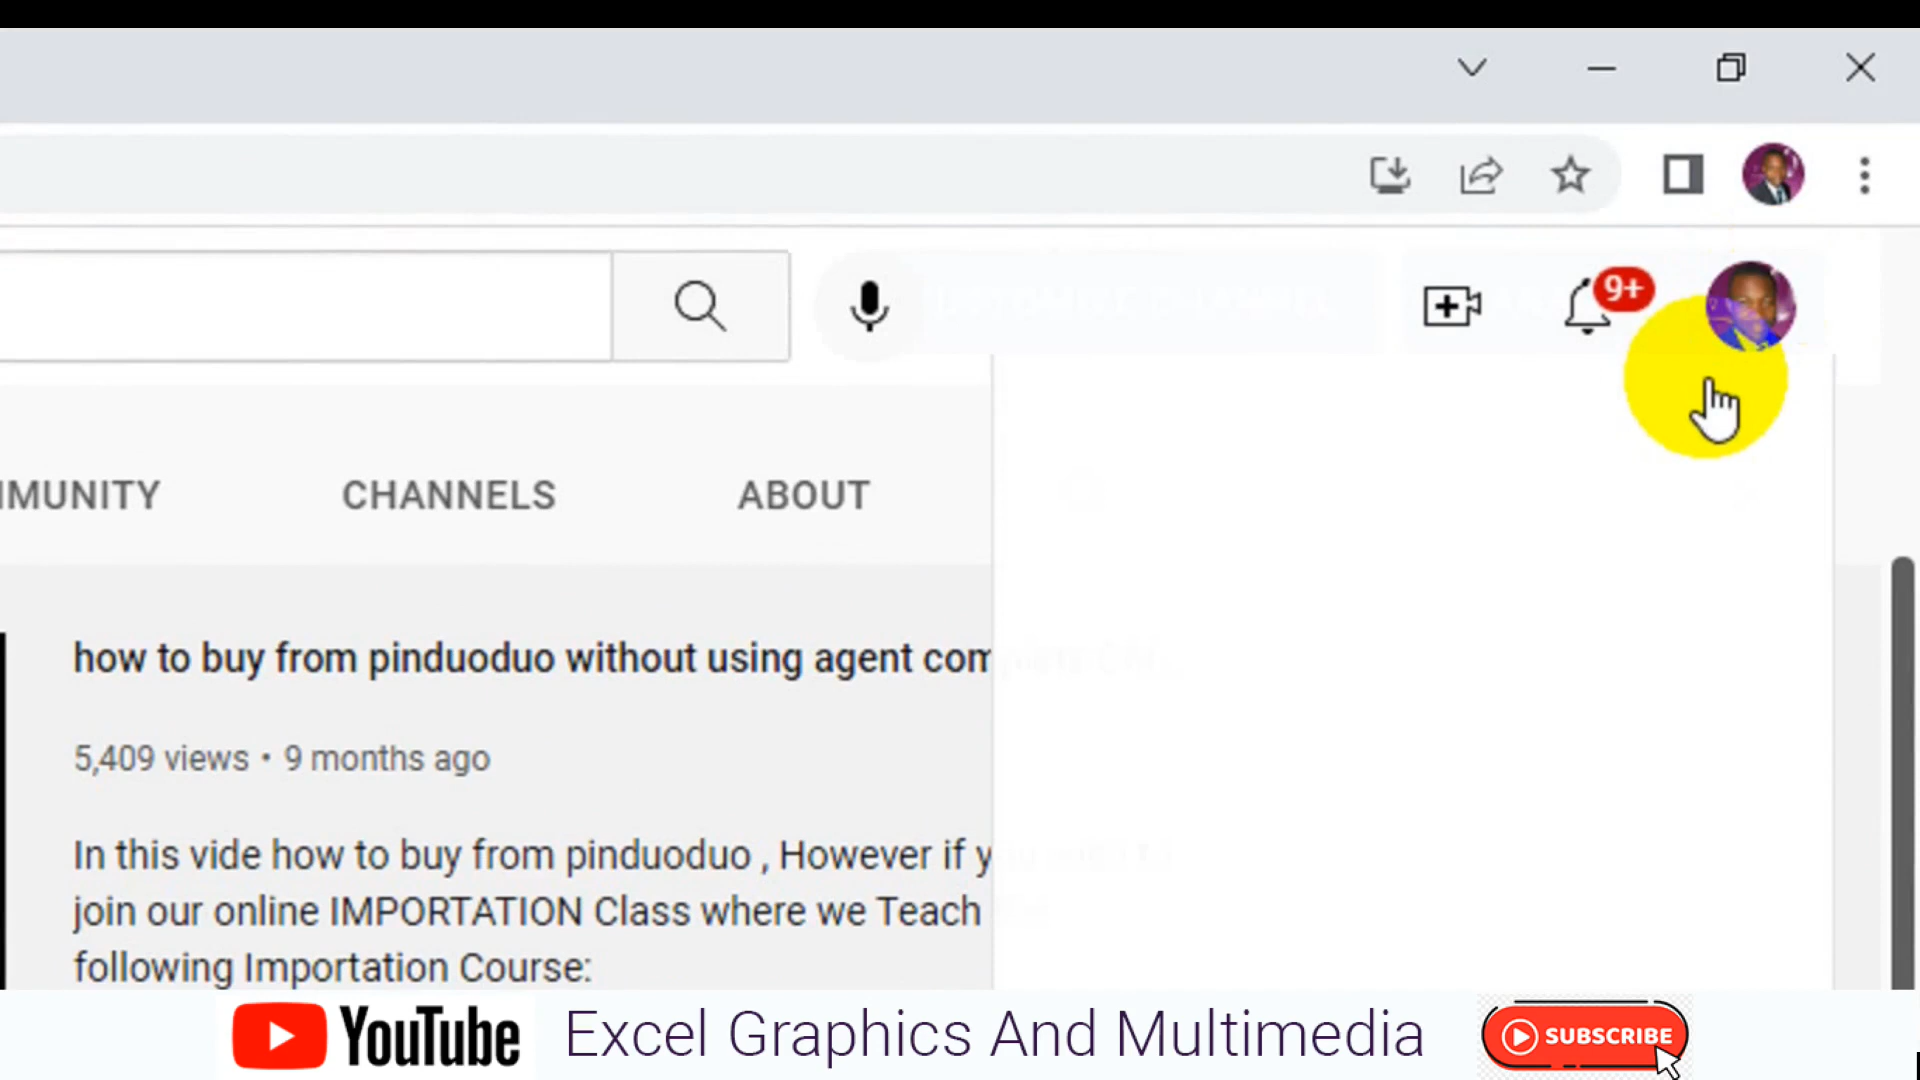 9+
MMUNITY CHANNELS ABOUT
how to buy from pinduoduo without using agent com
5,409 views • 9 months ago
In this vide how to buy from pinduoduo , However if y
join our online IMPORTATION Class where we Teach
following Importation Course:
YouTube Excel Graphics And Multimedia SUBSCRIBE